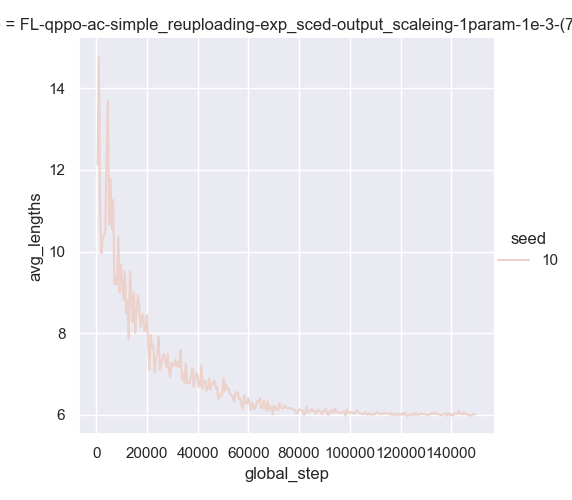 = FL-qppo-ac-simple_reuploading-exp_sced-output_scaleing-1param-1e-3-(7
14
12
10
8
6
avg_lengths
0 20000 40000 60000 80000 100000 120000 140000
global_step
seed
10